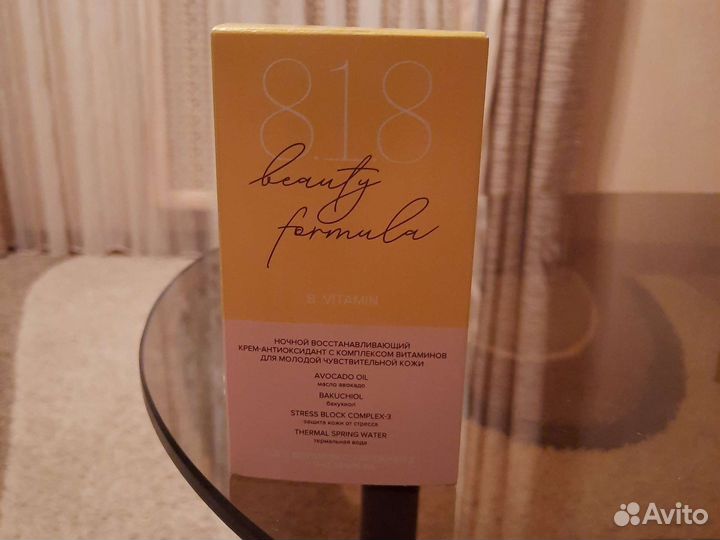 8.1.8
beauty
formula
8. VITAMIN
НОЧНОЙ ВОССТАНАВЛИВАЮЩИЙ
КРЕМ-АНТИОКСИДАНТ С КОМПЛЕКСОМ ВИТАМИНОВ
ДЛЯ МОЛОДОЙ ЧУВСТВИТЕЛЬНОЙ КОЖИ
AVOCADO OIL
масло авокадо
BAKUCHIOL
бакухиол
STRESS BLOCK COMPLEX-3
защита кожи от стресса
THERMAL SPRING WATER
термальная вода
Avito